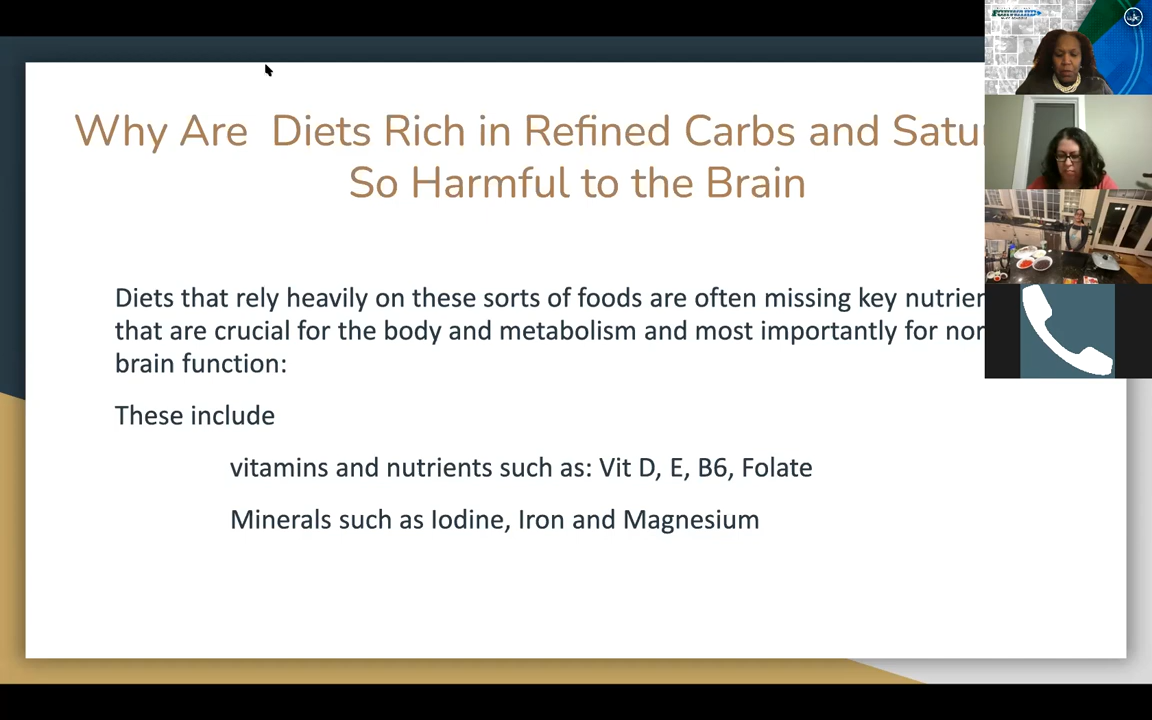 Why Are Diets Rich in Refined Carbs and
So Harmful to the Brain
Diets that rely heavily on these sorts of foods are often missing key
that are crucial for the body and metabolism and most importantly for
brain function:
These include
vitamins and nutrients such as: Vit D, E, B6, Folate
Minerals such as Iodine, Iron and Magnesium
FORWARD